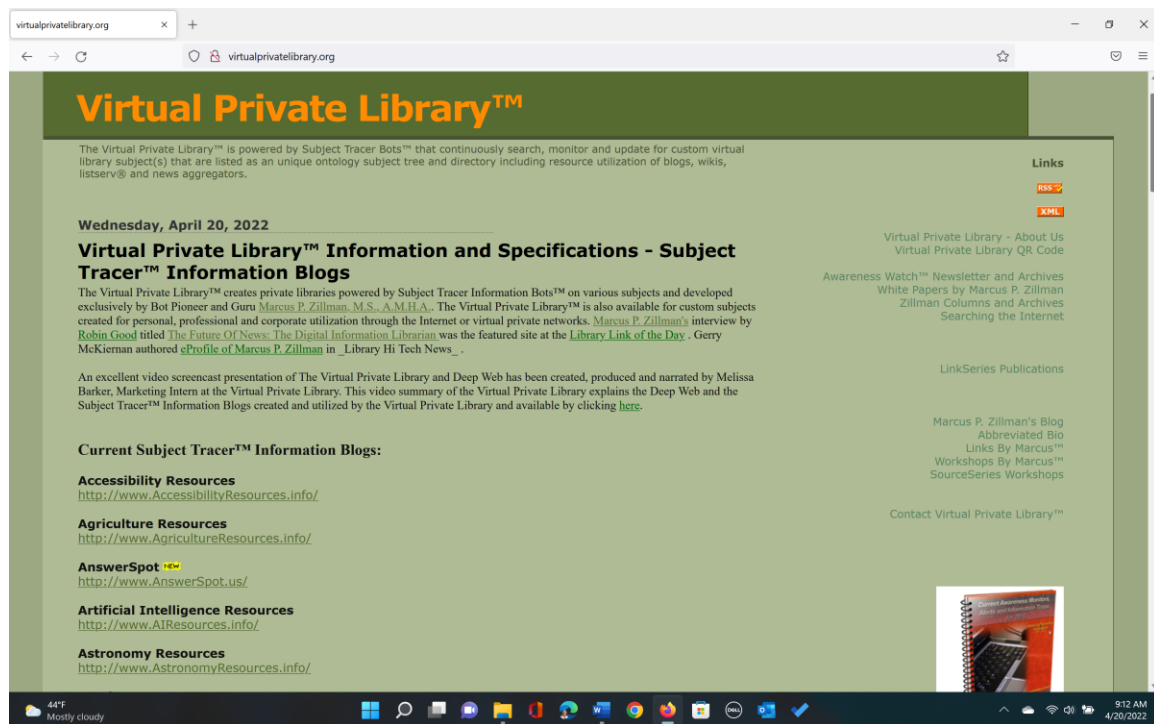 virtualprivatelibrary.org
virtualprivatelibrary.org
Virtual Private Library™
The Virtual Private Library™ is powered by Subject Tracer Bots™ that continuously search, monitor and update for custom virtual
library subject(s) that are listed as an unique ontology subject tree and directory including resource utilization of blogs, wikis,
listserv® and news aggregators.
Wednesday, April 20, 2022
Virtual Private Library™ Information and Specifications - Subject
Tracer™ Information Blogs
The Virtual Private Library™ creates private libraries powered by Subject Tracer Information Bots™ on various subjects and developed
exclusively by Bot Pioneer and Guru Marcus P. Zillman, M.S., A.M.H.A.. The Virtual Private Library™ is also available for custom subjects
created for personal, professional and corporate utilization through the Internet or virtual private networks. Marcus P. Zillman's interview by
Robin Good titled The Future Of News: The Digital Information Librarian was the featured site at the Library Link of the Day . Gerry
McKiernan authored eProfile of Marcus P. Zillman in _Library Hi Tech News_ .
An excellent video screencast presentation of The Virtual Private Library and Deep Web has been created, produced and narrated by Melissa
Barker, Marketing Intern at the Virtual Private Library. This video summary of the Virtual Private Library explains the Deep Web and the
Subject Tracer™ Information Blogs created and utilized by the Virtual Private Library and available by clicking here.
Current Subject Tracer™ Information Blogs:
Accessibility Resources
http://www.AccessibilityResources.info/
Agriculture Resources
http://www.AgricultureResources.info/
AnswerSpot NEW
http://www.AnswerSpot.us/
Artificial Intelligence Resources
http://www.AIResources.info/
Astronomy Resources
http://www.AstronomyResources.info/
Links
RSS
XML
Virtual Private Library - About Us
Virtual Private Library QR Code
Awareness Watch™ Newsletter and Archives
White Papers by Marcus P. Zillman
Zillman Columns and Archives
Searching the Internet
LinkSeries Publications
Marcus P. Zillman's Blog
Abbreviated Bio
Links By Marcus™
Workshops By Marcus™
SourceSeries Workshops
Contact Virtual Private Library™
Current Awareness Monitors,
Alerts and Information Traps
44°F
Mostly cloudy
DELL
9:12 AM
4/20/2022